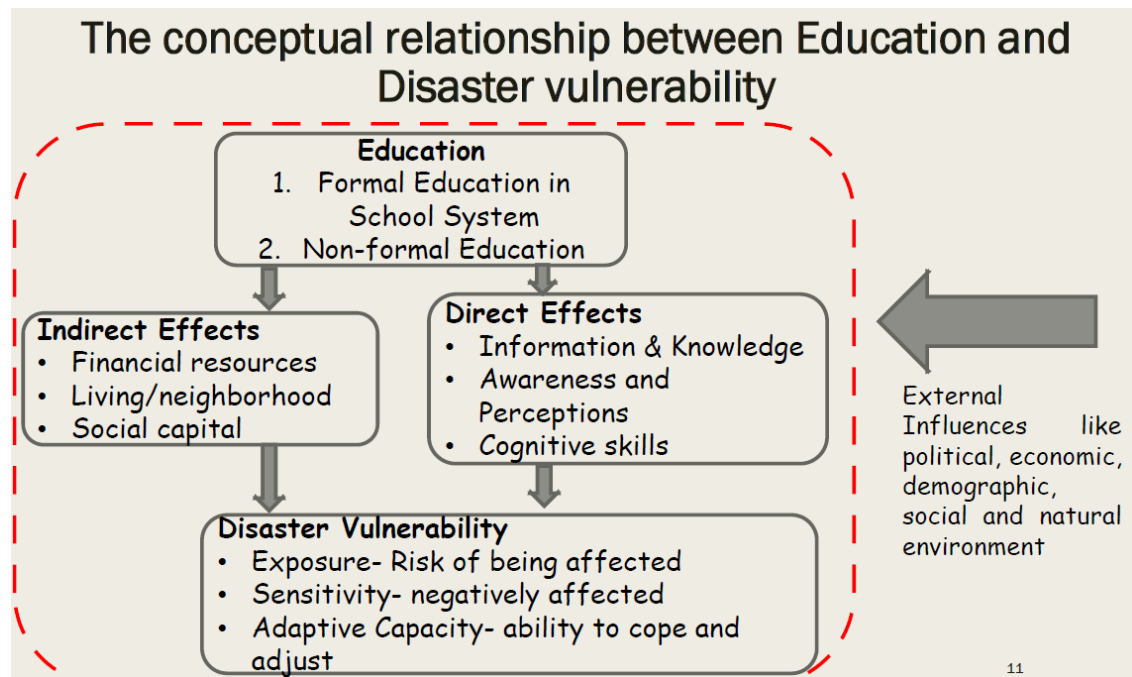 The conceptual relationship between Education and
Disaster vulnerability
Education
1. Formal Education in
School System
2. Non-formal Education
Indirect Effects
• Financial resources
• Living/neighborhood
• Social capital
Direct Effects
• Information & Knowledge
• Awareness and
Perceptions
• Cognitive skills
External
Influences like
political, economic,
demographic,
social and natural
environment
Disaster Vulnerability
• Exposure- Risk of being affected
• Sensitivity- negatively affected
• Adaptive Capacity- ability to cope and
adjust
11